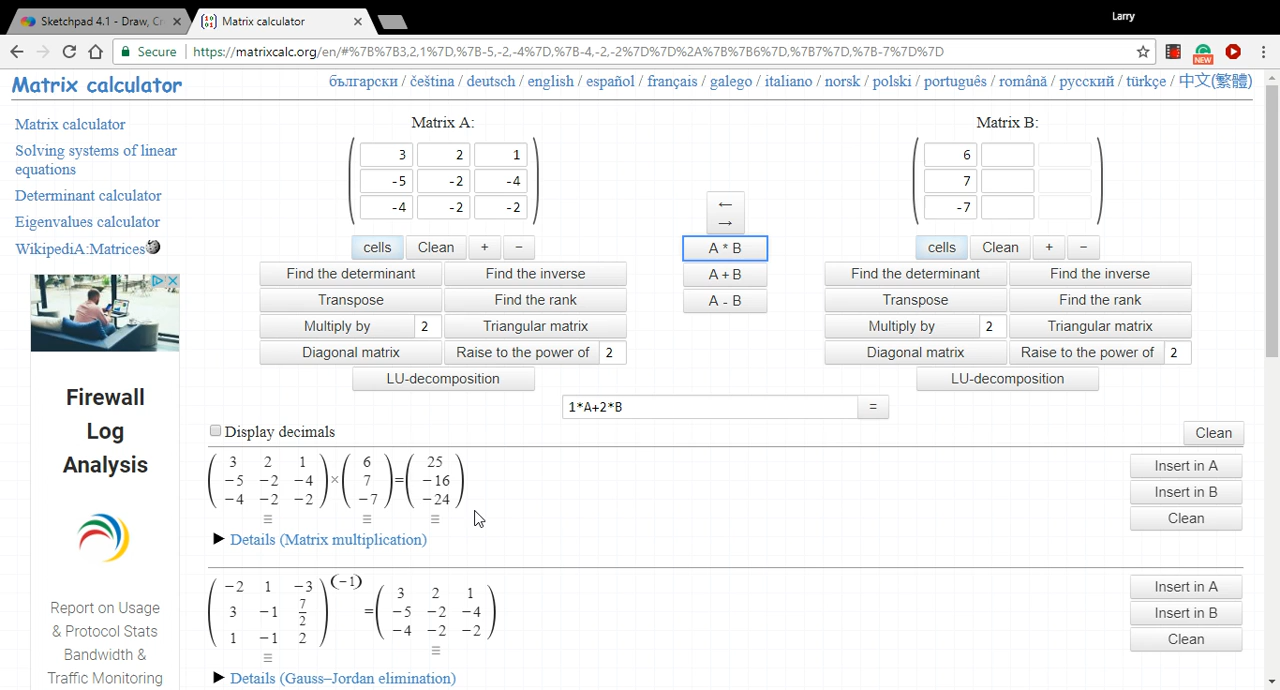 Larry
Sketchpad 4.1 - Draw, Cr
Matrix calculator
Secure
https://matrixcalc.org/en/#%7B%7B3,2,1%7D,%7B-5,-2,-4%7D,%7B-4,-2,-2%7D%7D%2A%7B%7B6%7D,%7B7%7D,%7B-7%7D%7D
NEW
Matrix calculator
български / čeština / deutsch / english / español / français / galego / italiano / norsk / polski / português / română / русский / türkçe / 中文(繁體)
Matrix calculator
Solving systems of linear
equations
Determinant calculator
Eigenvalues calculator
WikipediA:Matrices
Matrix A:
3 2 1
-5 -2 -4
-4 -2 -2
cells Clean + −
Find the determinant Find the inverse
Transpose Find the rank
Multiply by 2 Triangular matrix
Diagonal matrix Raise to the power of 2
LU-decomposition
←
→
A * B
A + B
A - B
Matrix B:
6
7
-7
cells Clean + −
Find the determinant Find the inverse
Transpose Find the rank
Multiply by 2 Triangular matrix
Diagonal matrix Raise to the power of 2
LU-decomposition
1*A+2*B =
Display decimals
Clean
3 2 1 6 25
−5 −2 −4 × 7 = −16
−4 −2 −2 −7 −24
Details (Matrix multiplication)
Insert in A
Insert in B
Clean
−2 1 −3 (−1) 3 2 1
3 −1 7/2 = −5 −2 −4
1 −1 2 −4 −2 −2
Details (Gauss–Jordan elimination)
Insert in A
Insert in B
Clean
Firewall
Log
Analysis
Report on Usage
& Protocol Stats
Bandwidth &
Traffic Monitoring